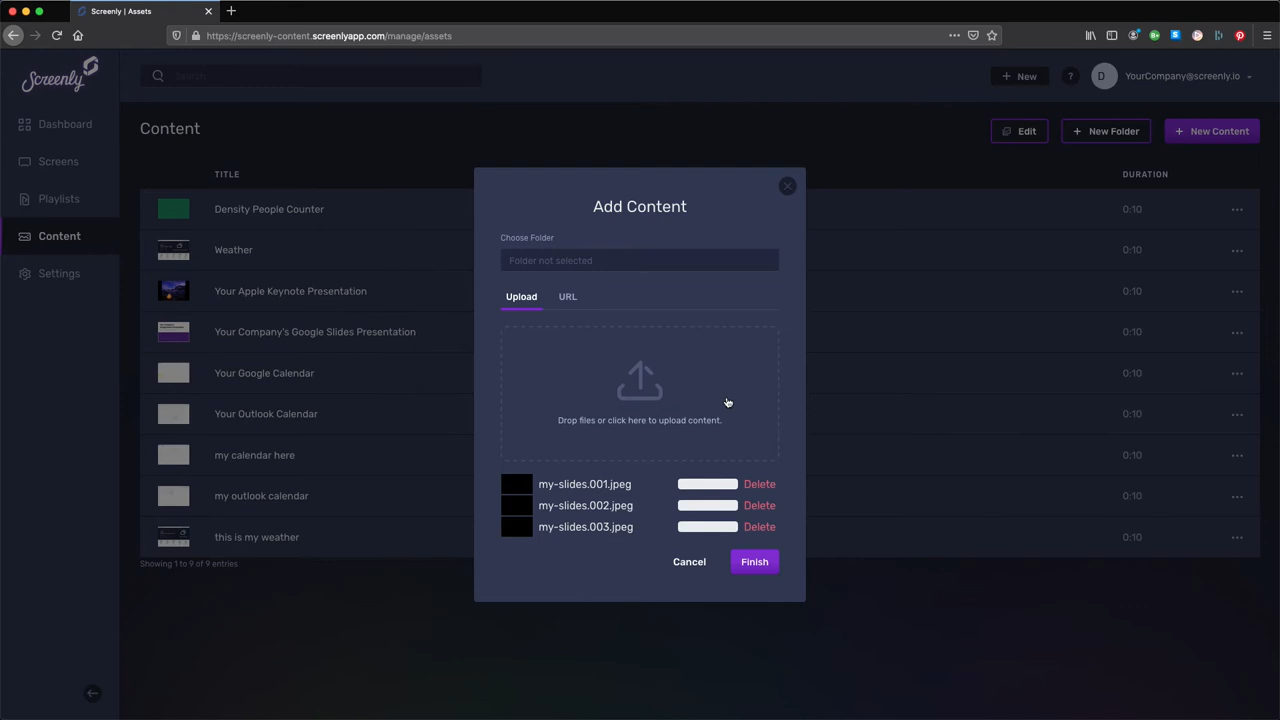 Screenly | Assets
https://screenly-content.screenlyapp.com/manage/assets
Screenly
Search
New
?
D
YourCompany@screenly.io
Dashboard
Screens
Playlists
Content
Settings
Content
Edit
New Folder
New Content
TITLE
DURATION
Density People Counter
0:10
Weather
0:10
Your Apple Keynote Presentation
0:10
Your Company's Google Slides Presentation
0:10
Your Google Calendar
0:10
Your Outlook Calendar
0:10
my calendar here
0:10
my outlook calendar
0:10
this is my weather
0:10
Showing 1 to 9 of 9 entries
Add Content
Choose Folder
Folder not selected
Upload URL
Drop files or click here to upload content.
my-slides.001.jpeg Delete
my-slides.002.jpeg Delete
my-slides.003.jpeg Delete
Cancel Finish